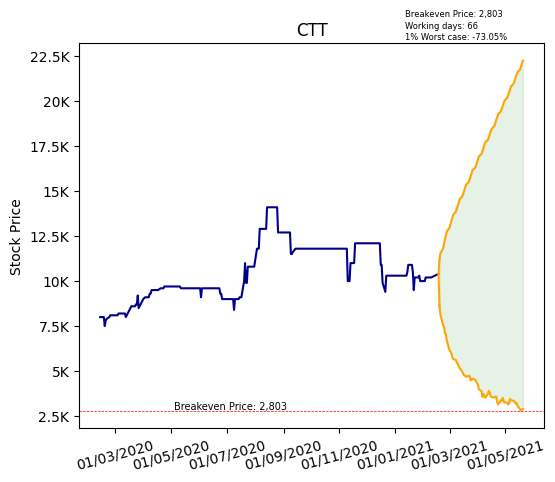 Breakeven Price: 2,803
Working days: 66
1% Worst case: -73.05%
CTT
Stock Price
22.5K
20K
17.5K
15K
12.5K
10K
7.5K
5K
2.5K
Breakeven Price: 2,803
01/03/2020 01/05/2020 01/07/2020 01/09/2020 01/11/2020 01/01/2021 01/03/2021 01/05/2021